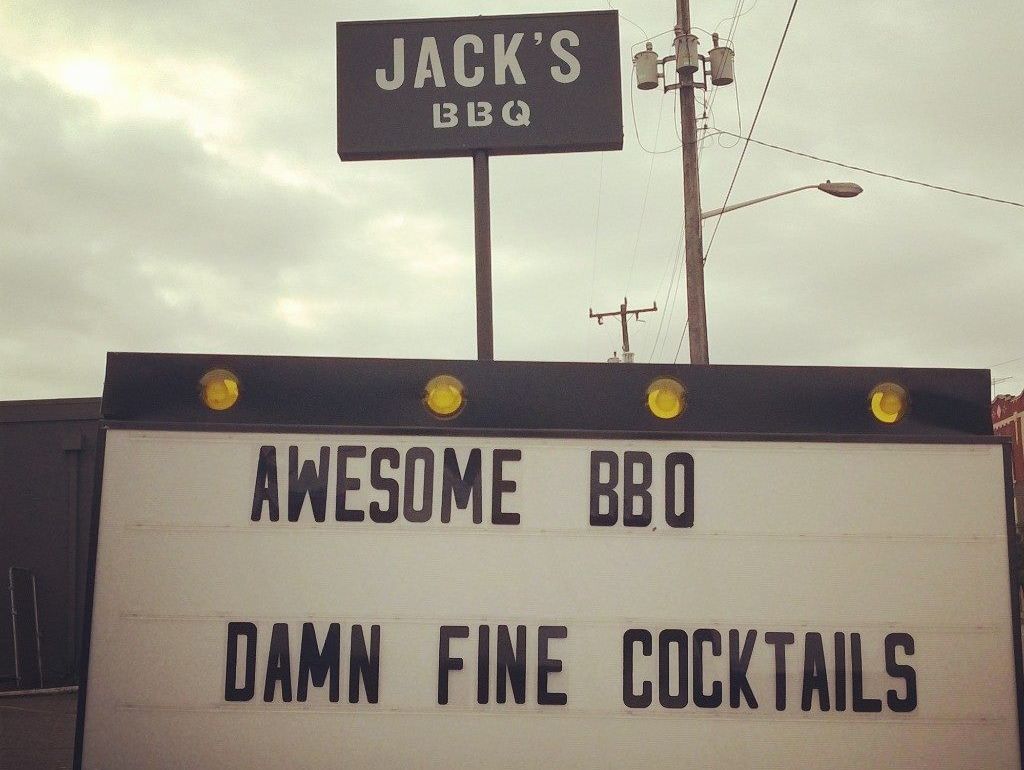 JACK'S
BBQ
AWESOME BBQ
DAMN FINE COCKTAILS